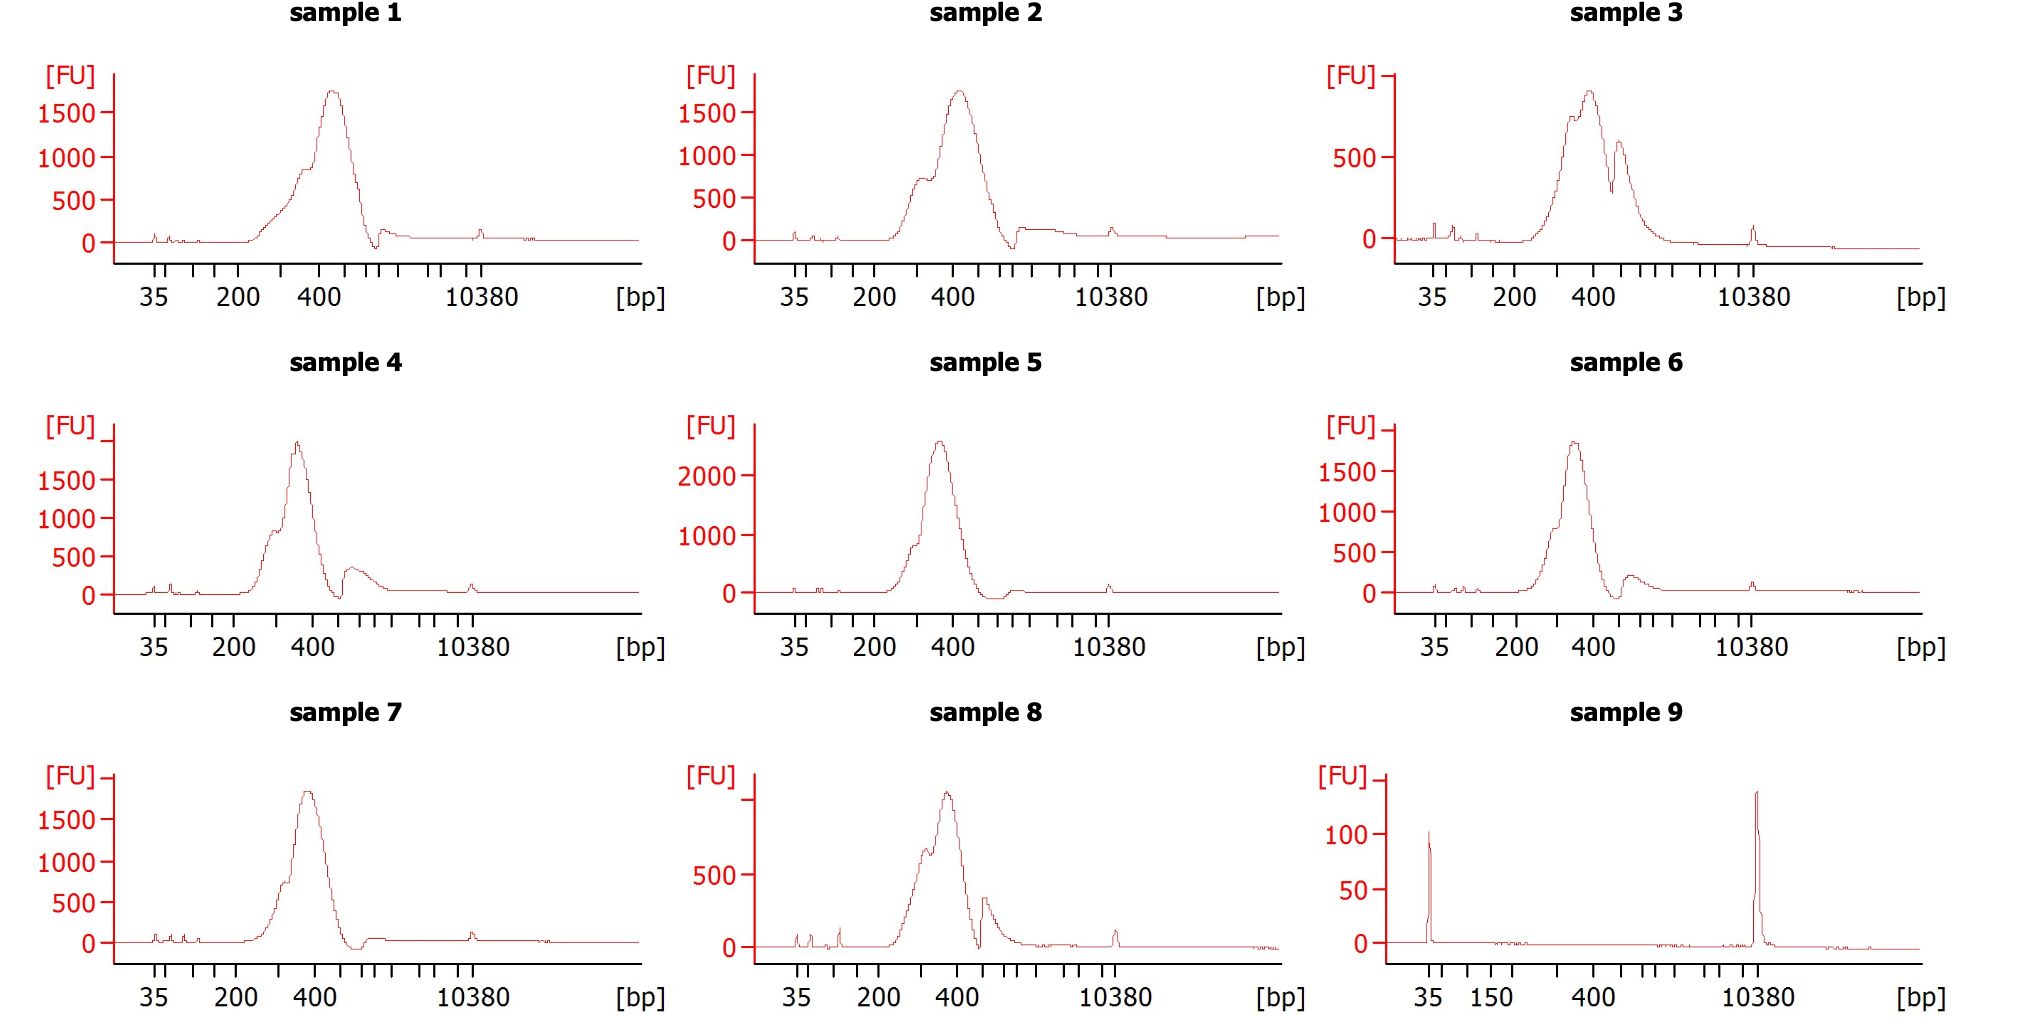 sample 1
sample 2
sample 3
[FU]
1500
1000
500
0
35 200 400 10380 [bp]
[FU]
1500
1000
500
0
35 200 400 10380 [bp]
[FU]
500
0
35 200 400 10380 [bp]
sample 4
sample 5
sample 6
[FU]
1500
1000
500
0
35 200 400 10380 [bp]
[FU]
2000
1000
0
35 200 400 10380 [bp]
[FU]
1500
1000
500
0
35 200 400 10380 [bp]
sample 7
sample 8
sample 9
[FU]
1500
1000
500
0
35 200 400 10380 [bp]
[FU]
500
0
35 200 400 10380 [bp]
[FU]
100
50
0
35 150 400 10380 [bp]